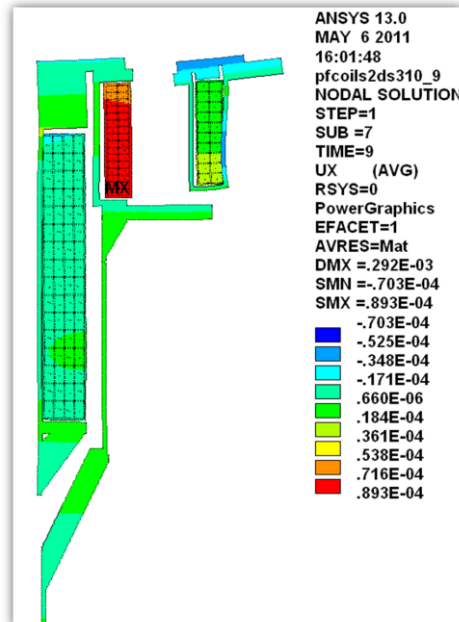 ANSYS 13.0
MAY 6 2011
16:01:48
pfcoils2ds310_9
NODAL SOLUTION
STEP=1
SUB =7
TIME=9
UX (AVG)
RSYS=0
PowerGraphics
EFACET=1
AVRES=Mat
DMX =.292E-03
SMN =-.703E-04
SMX =.893E-04
-.703E-04
-.525E-04
-.348E-04
-.171E-04
.660E-06
.184E-04
.361E-04
.538E-04
.716E-04
.893E-04
MX